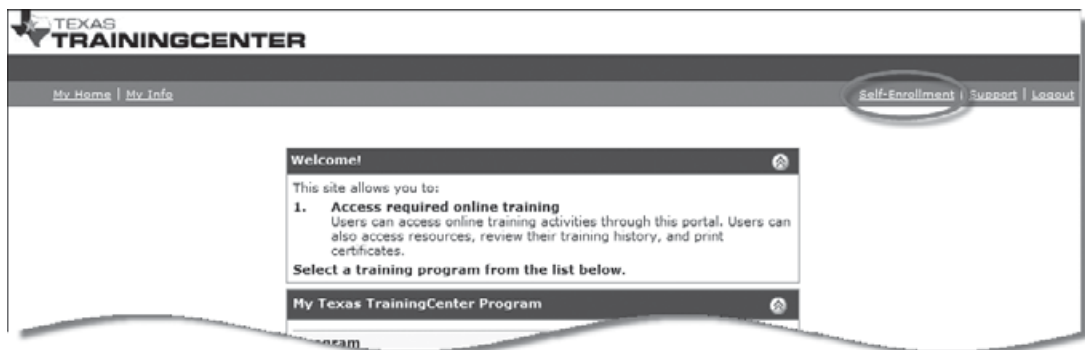 TEXAS
TRAININGCENTER
My Home | My Info
Self-Enrollment | Support | Logout
Welcome!
This site allows you to:
1. Access required online training
Users can access online training activities through this portal. Users can
also access resources, review their training history, and print
certificates.
Select a training program from the list below.
My Texas TrainingCenter Program